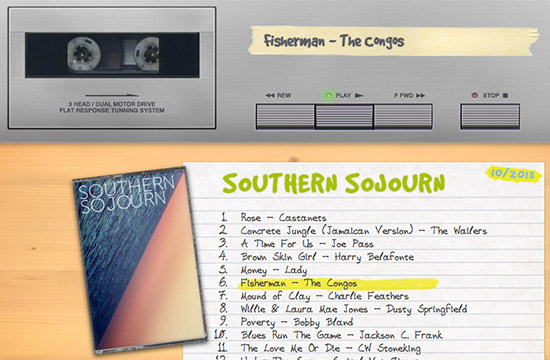 Fisherman – The Congos
3 HEAD / DUAL MOTOR DRIVE
FLAT RESPONSE TUNNING SYSTEM
REW
PLAY
F FWD
STOP
SOUTHERN
SOJOURN
SOUTHERN SOJOURN
10/2015
1. Rose – Castanets
2. Concrete Jungle (Jamaican Version) – The Wailers
3. A Time For Us – Joe Pass
4. Brown Skin Girl – Harry Belafonte
5. Money – Lady
6. Fisherman – The Congos
7. Mound of Clay – Charlie Feathers
8. Willie & Laura Mae Jones – Dusty Springfield
9. Poverty – Bobby Bland
10. Blues Run The Game – Jackson C. Frank
11. The Love Me Or Die – CW Stoneking